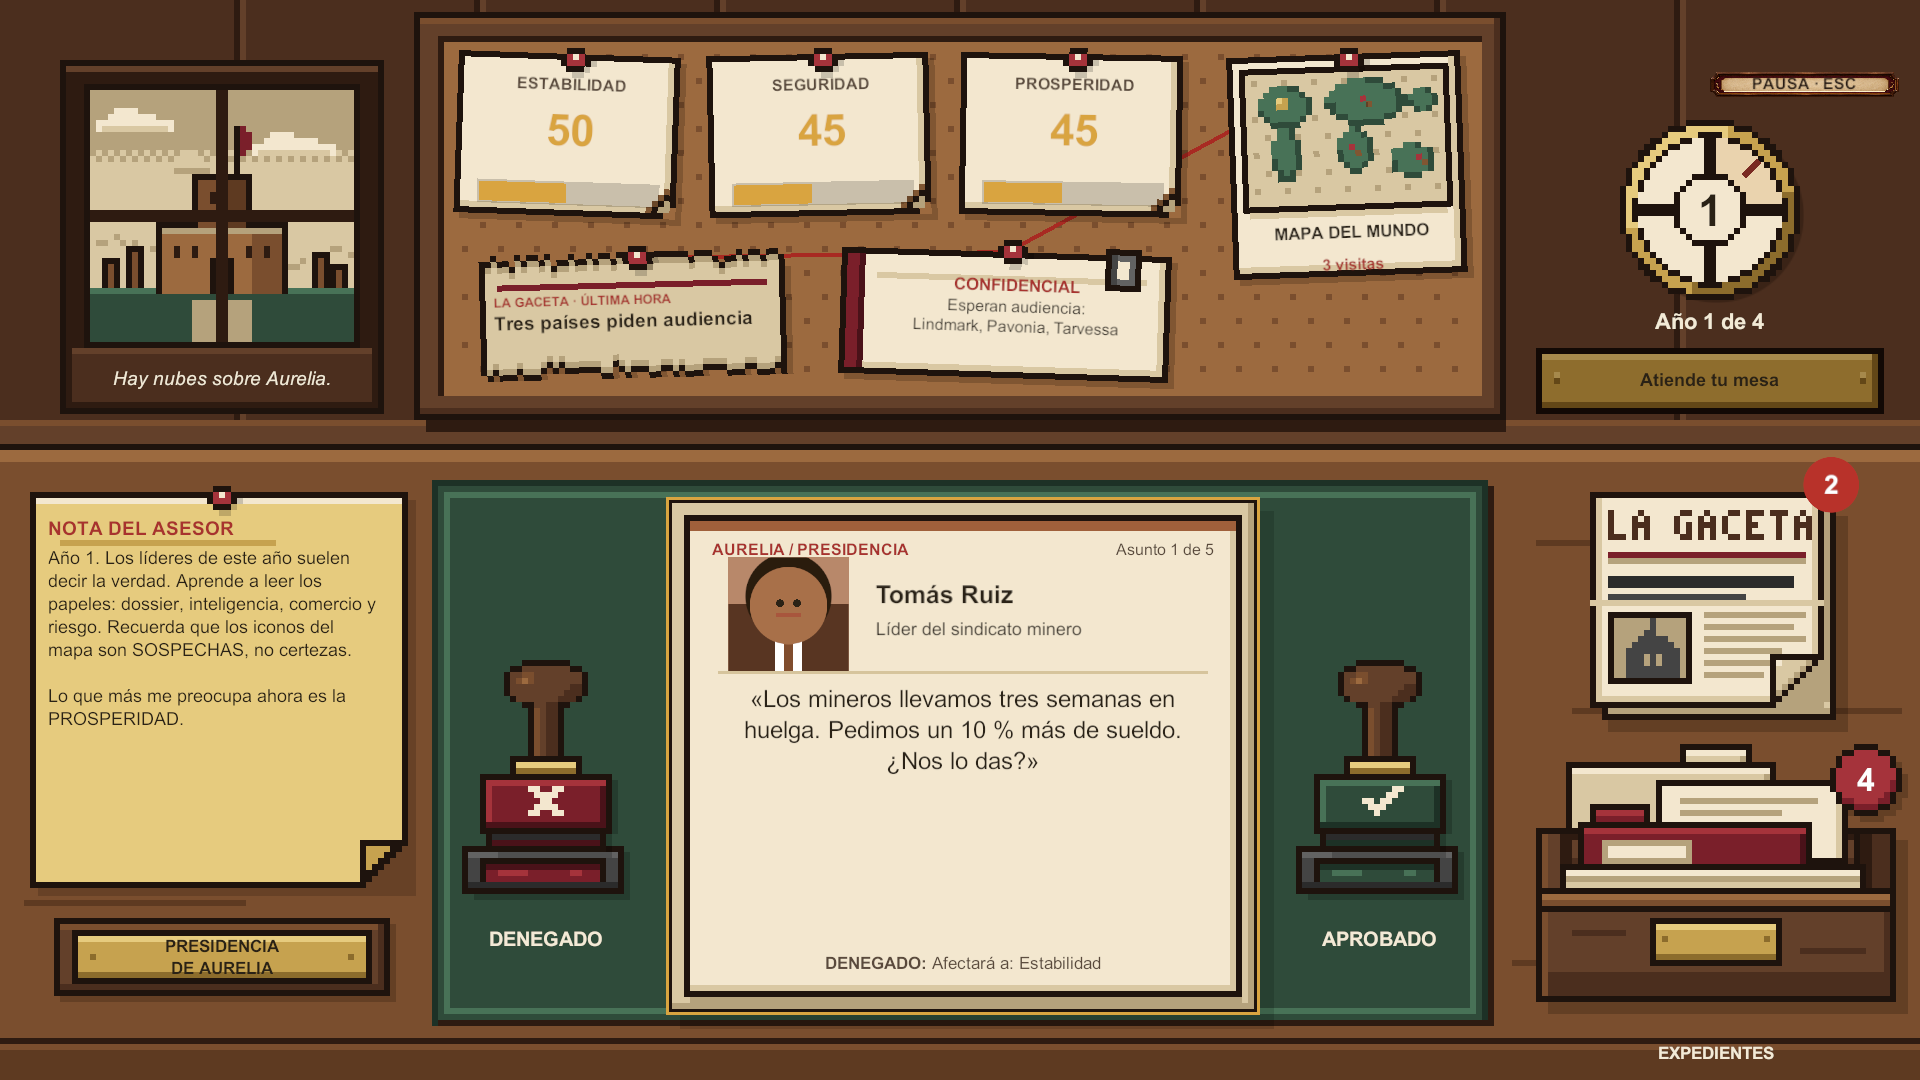 ESTABILIDAD
50
SEGURIDAD
45
PROSPERIDAD
45
MAPA DEL MUNDO
3 visitas
PAUSA · ESC
1
Año 1 de 4
Atiende tu mesa
LA GACETA · ÚLTIMA HORA
Tres países piden audiencia
CONFIDENCIAL
Esperan audiencia:
Lindmark, Pavonia, Tarvessa
Hay nubes sobre Aurelia.
NOTA DEL ASESOR
Año 1. Los líderes de este año suelen
decir la verdad. Aprende a leer los
papeles: dossier, inteligencia, comercio y
riesgo. Recuerda que los iconos del
mapa son SOSPECHAS, no certezas.
Lo que más me preocupa ahora es la
PROSPERIDAD.
PRESIDENCIA
DE AURELIA
DENEGADO
AURELIA / PRESIDENCIA
Asunto 1 de 5
Tomás Ruiz
Líder del sindicato minero
«Los mineros llevamos tres semanas en
huelga. Pedimos un 10 % más de sueldo.
¿Nos lo das?»
DENEGADO: Afectará a: Estabilidad
APROBADO
2
LA GACETA
4
EXPEDIENTES